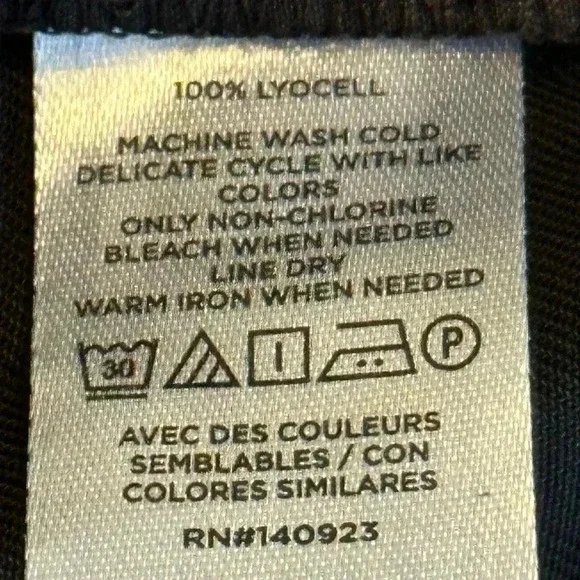 100% LYOCELL
MACHINE WASH COLD
DELICATE CYCLE WITH LIKE
COLORS
ONLY NON-CHLORINE
BLEACH WHEN NEEDED
LINE DRY
WARM IRON WHEN NEEDED
30 P
AVEC DES COULEURS
SEMBLABLES / CON
COLORES SIMILARES
RN#140923